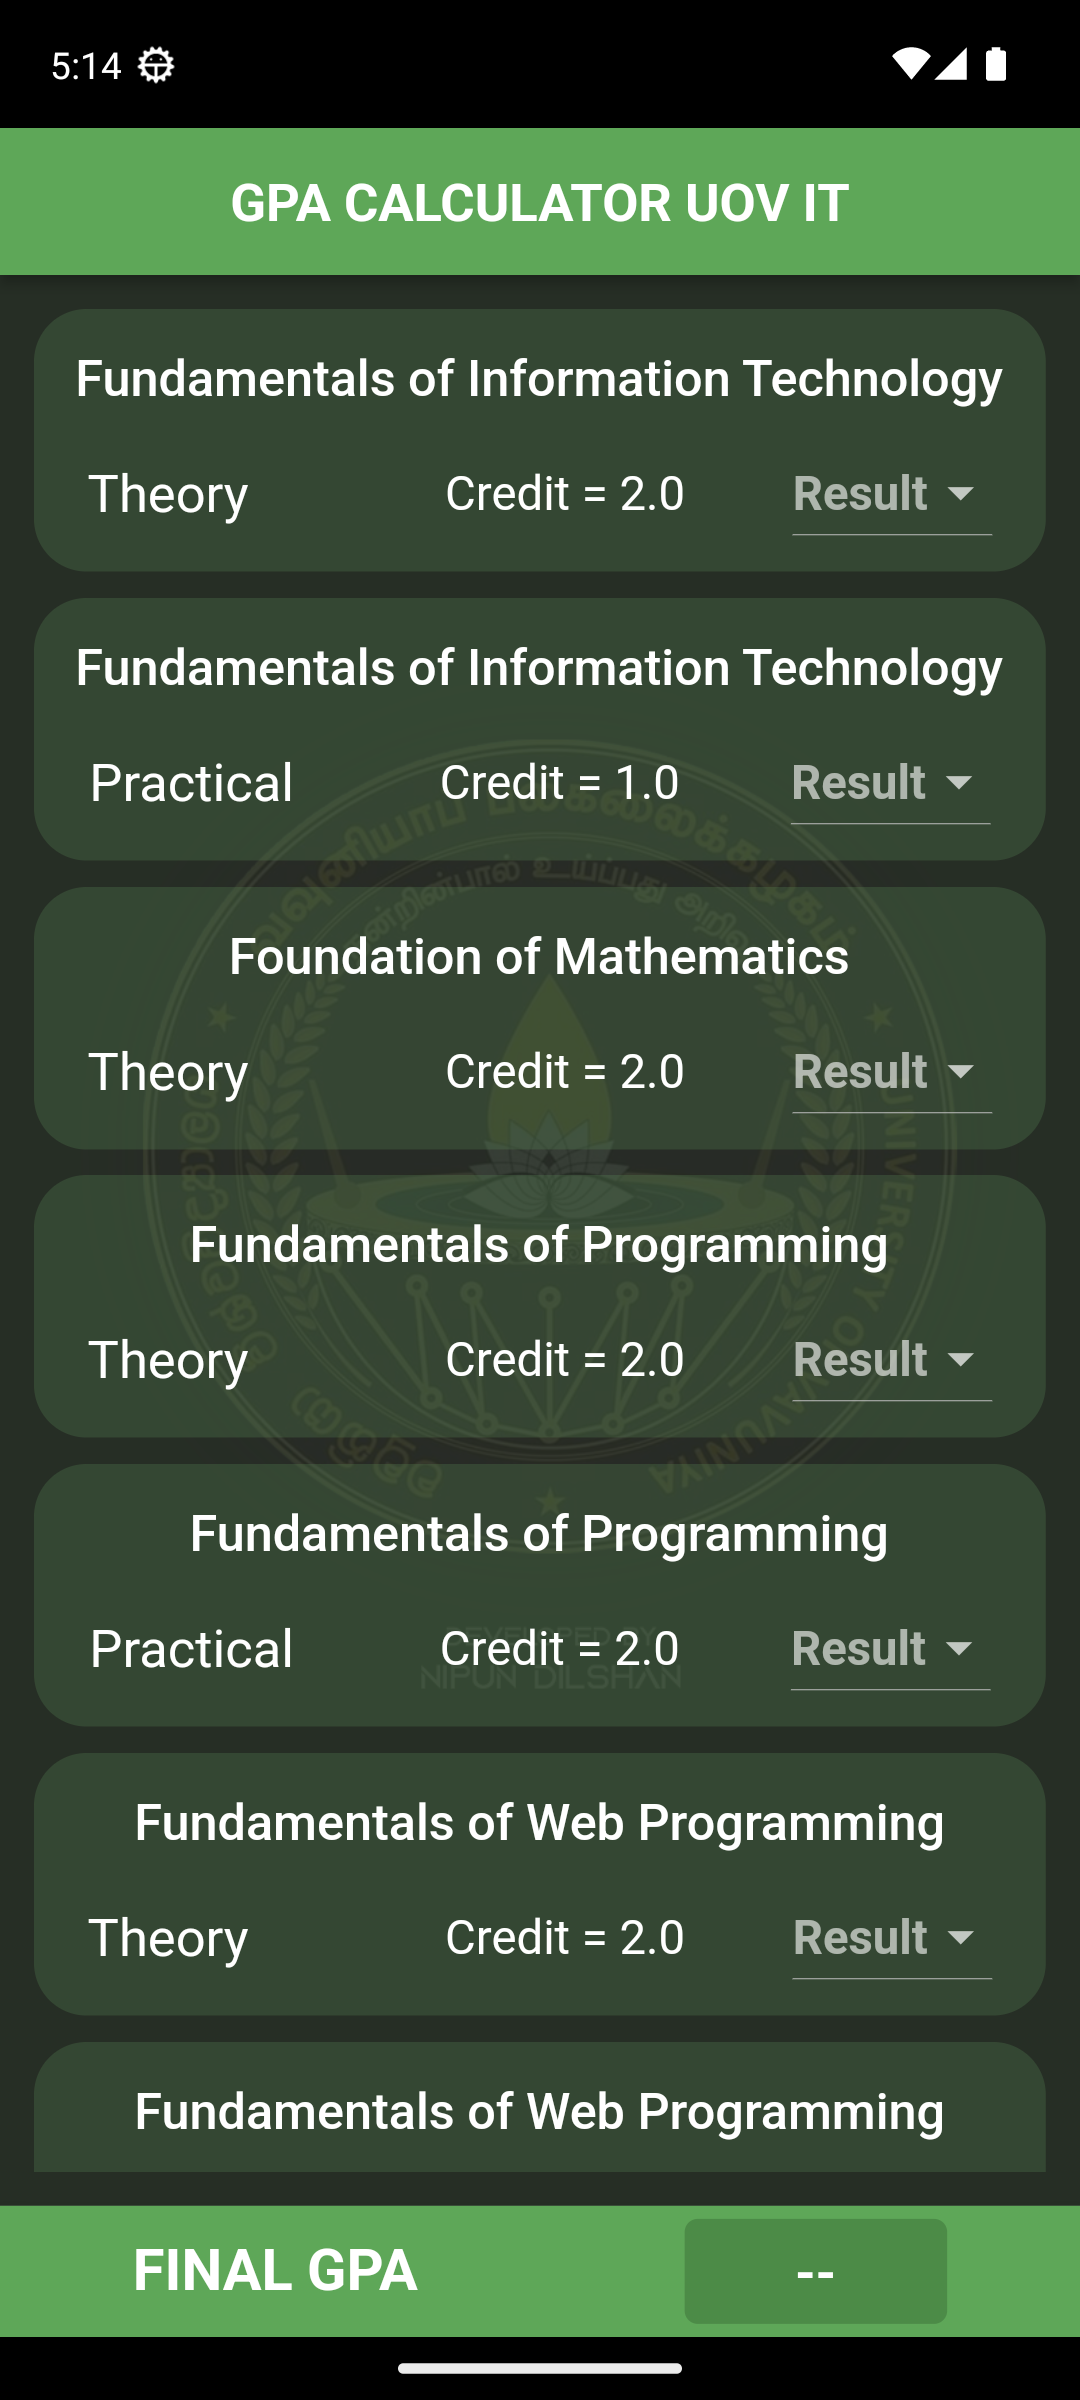 5:14
GPA CALCULATOR UOV IT
Fundamentals of Information Technology
Theory Credit = 2.0 Result
Fundamentals of Information Technology
Practical Credit = 1.0 Result
Foundation of Mathematics
Theory Credit = 2.0 Result
Fundamentals of Programming
Theory Credit = 2.0 Result
Fundamentals of Programming
Practical Credit = 2.0 Result
DEVELOPED BY
NIPUN DILSHAN
Fundamentals of Web Programming
Theory Credit = 2.0 Result
Fundamentals of Web Programming
FINAL GPA --
UNIVERSITY OF VAVUNIYA